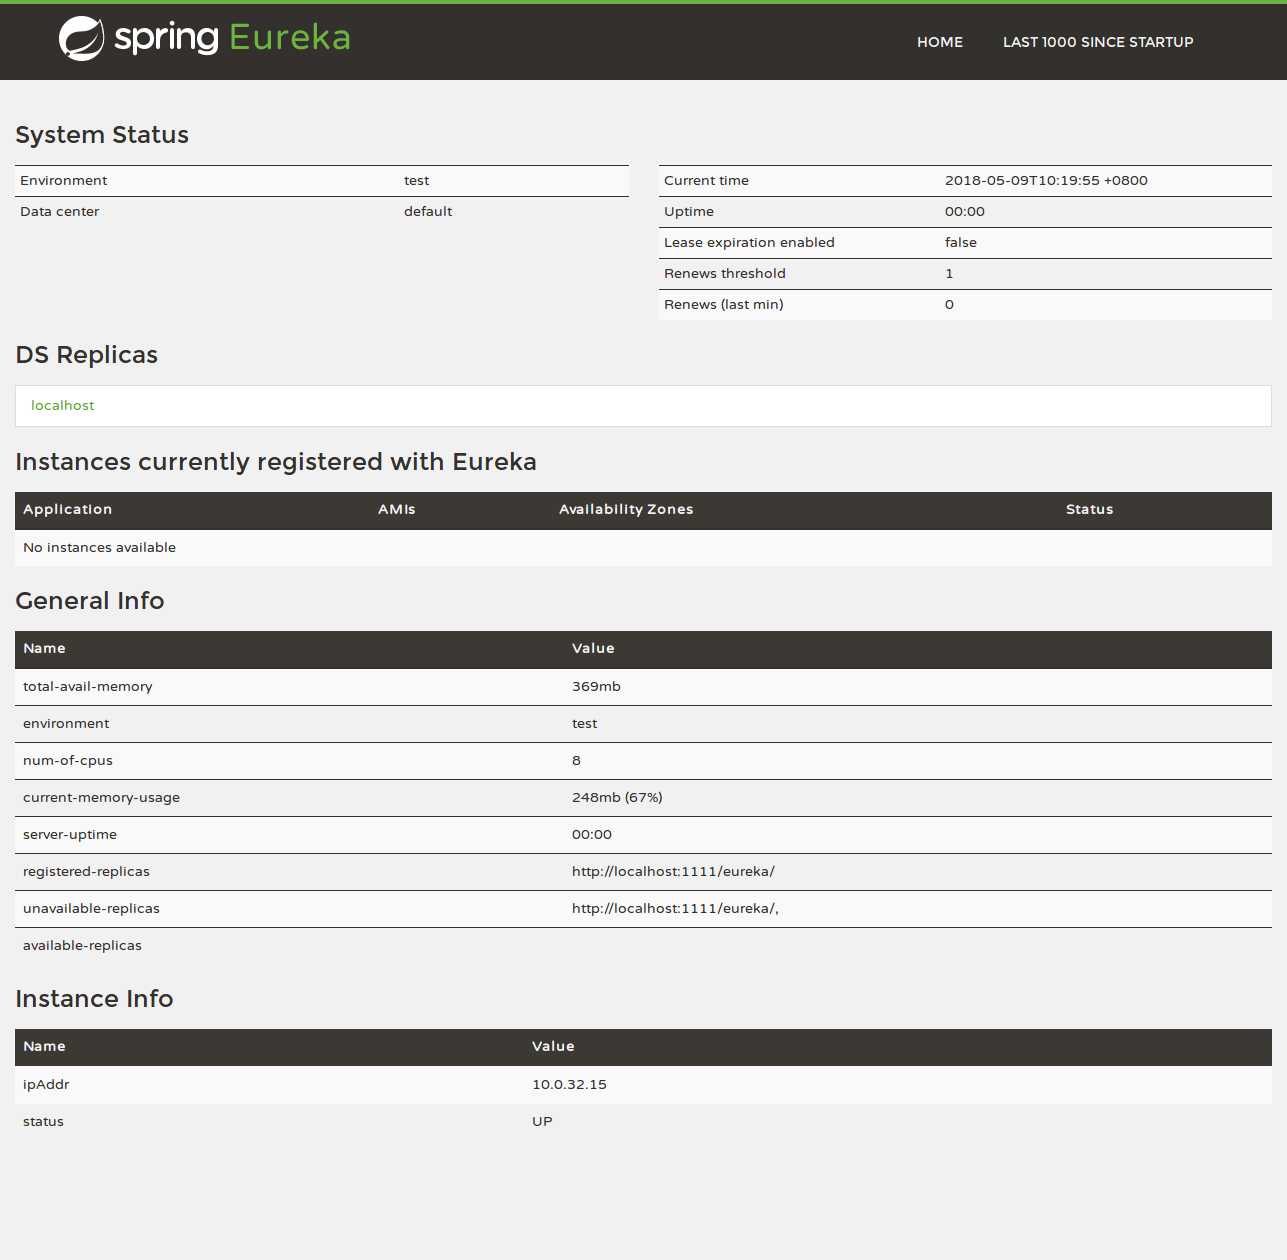 spring Eureka
HOME LAST 1000 SINCE STARTUP
System Status
Environment test
Data center default
Current time 2018-05-09T10:19:55 +0800
Uptime 00:00
Lease expiration enabled false
Renews threshold 1
Renews (last min) 0
DS Replicas
localhost
Instances currently registered with Eureka
Application AMIs Availability Zones Status
No instances available
General Info
Name Value
total-avail-memory 369mb
environment test
num-of-cpus 8
current-memory-usage 248mb (67%)
server-uptime 00:00
registered-replicas http://localhost:1111/eureka/
unavailable-replicas http://localhost:1111/eureka/,
available-replicas
Instance Info
Name Value
ipAddr 10.0.32.15
status UP